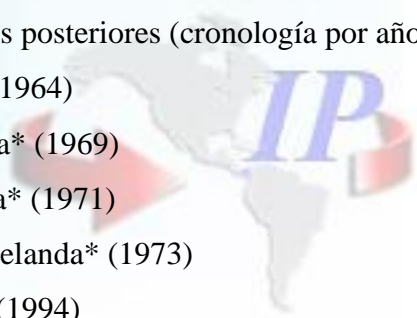 s posteriores (cronología por año
1964)
a* (1969)
a* (1971)
elanda* (1973)
(1994)
IP